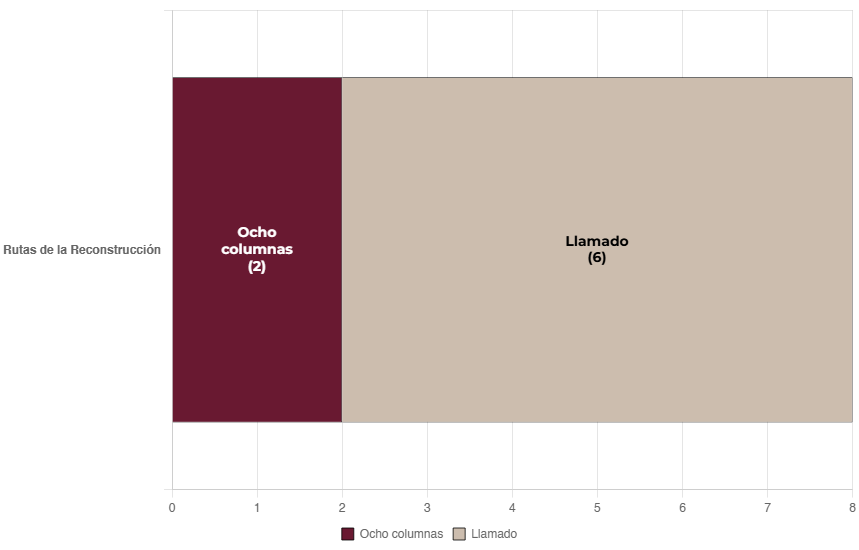 Ocho
columnas
(2)
Llamado
(6)
Rutas de la Reconstrucción
0 1 2 3 4 5 6 7 8
Ocho columnas Llamado